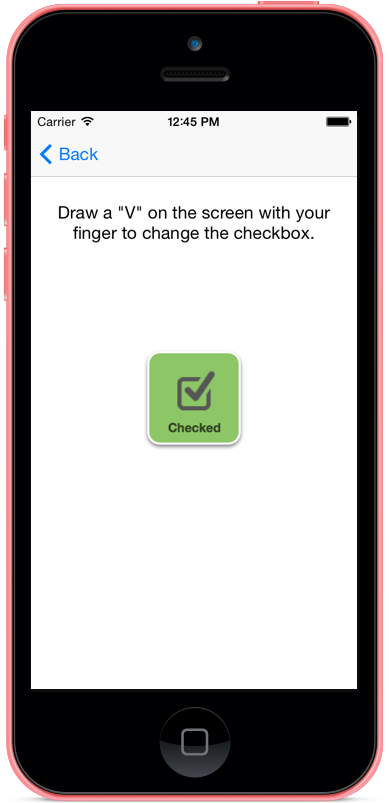 Carrier 12:45 PM
Back
Draw a "V" on the screen with your
finger to change the checkbox.
Checked